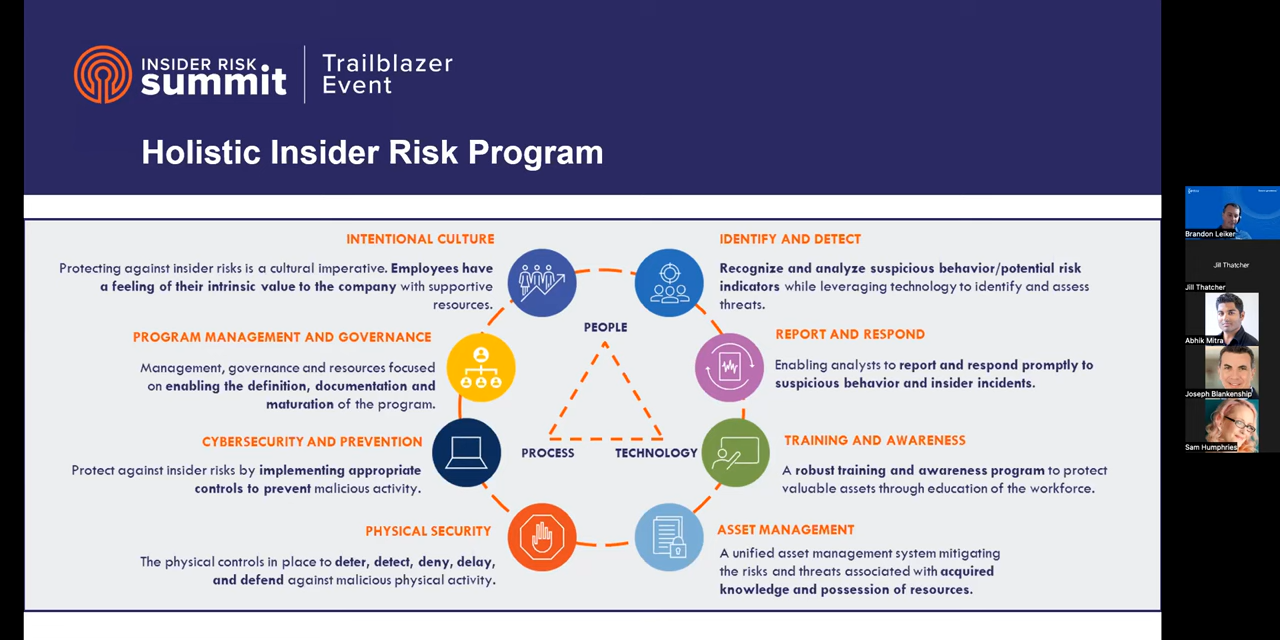 INSIDER RISK
summit
Trailblazer
Event
Holistic Insider Risk Program
INTENTIONAL CULTURE
Protecting against insider risks is a cultural imperative. Employees have
a feeling of their intrinsic value to the company with supportive
resources.
PROGRAM MANAGEMENT AND GOVERNANCE
Management, governance and resources focused
on enabling the definition, documentation and
maturation of the program.
CYBERSECURITY AND PREVENTION
Protect against insider risks by implementing appropriate
controls to prevent malicious activity.
PHYSICAL SECURITY
The physical controls in place to deter, detect, deny, delay,
and defend against malicious physical activity.
PEOPLE
PROCESS
TECHNOLOGY
IDENTIFY AND DETECT
Recognize and analyze suspicious behavior/potential risk
indicators while leveraging technology to identify and assess
threats.
REPORT AND RESPOND
Enabling analysts to report and respond promptly to
suspicious behavior and insider incidents.
TRAINING AND AWARENESS
A robust training and awareness program to protect
valuable assets through education of the workforce.
ASSET MANAGEMENT
A unified asset management system mitigating
the risks and threats associated with acquired
knowledge and possession of resources.
Brandon Leiker
Jill Thatcher
Jill Thatcher
Abhik Mitra
Joseph Blankenship
Sam Humphries